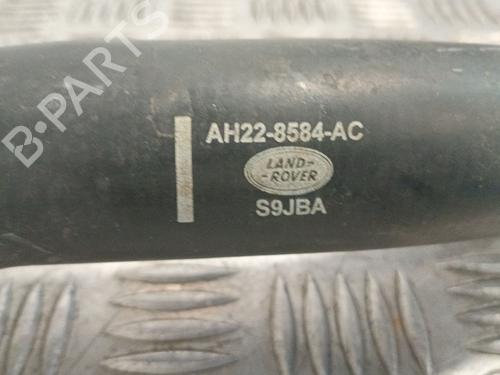 B-PARTS
AH22-8584-AC
LAND-
-ROVER
S9JBA